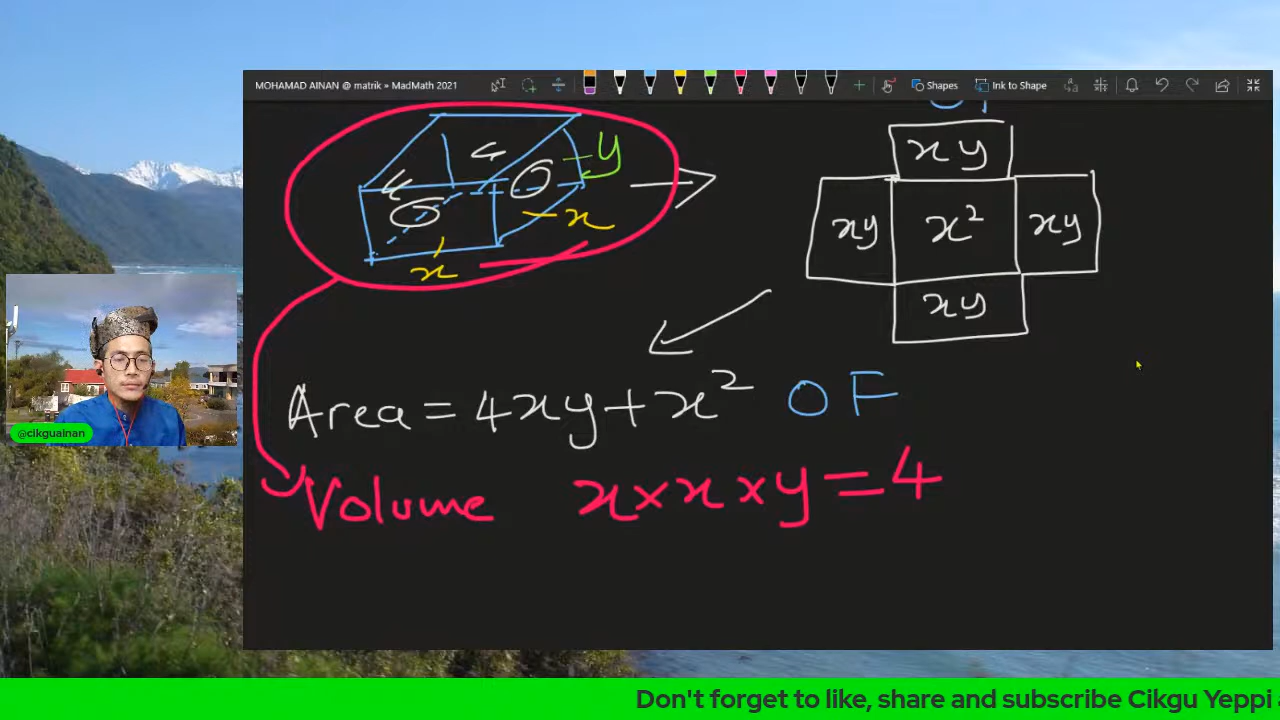 MOHAMAD AINAN @ matrik » MadMath 2021
Shapes
Ink to Shape
y
x
x
xy
xy
x²
xy
xy
Area = 4xy + x² OF
Volume x × x × y = 4
@cikguainan
Don't forget to like, share and subscribe Cikgu Yeppi